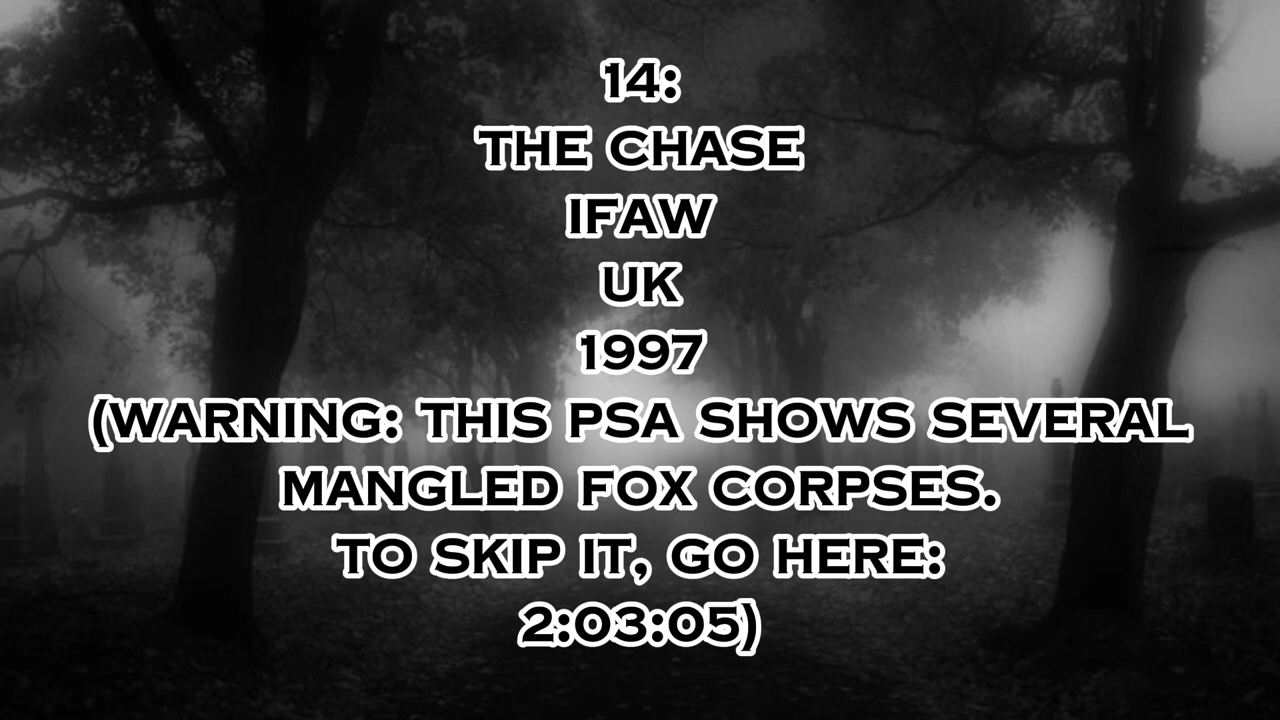 14:
THE CHASE
IFAW
UK
1997
(WARNING: THIS PSA SHOWS SEVERAL
MANGLED FOX CORPSES.
TO SKIP IT, GO HERE:
2:03:05)